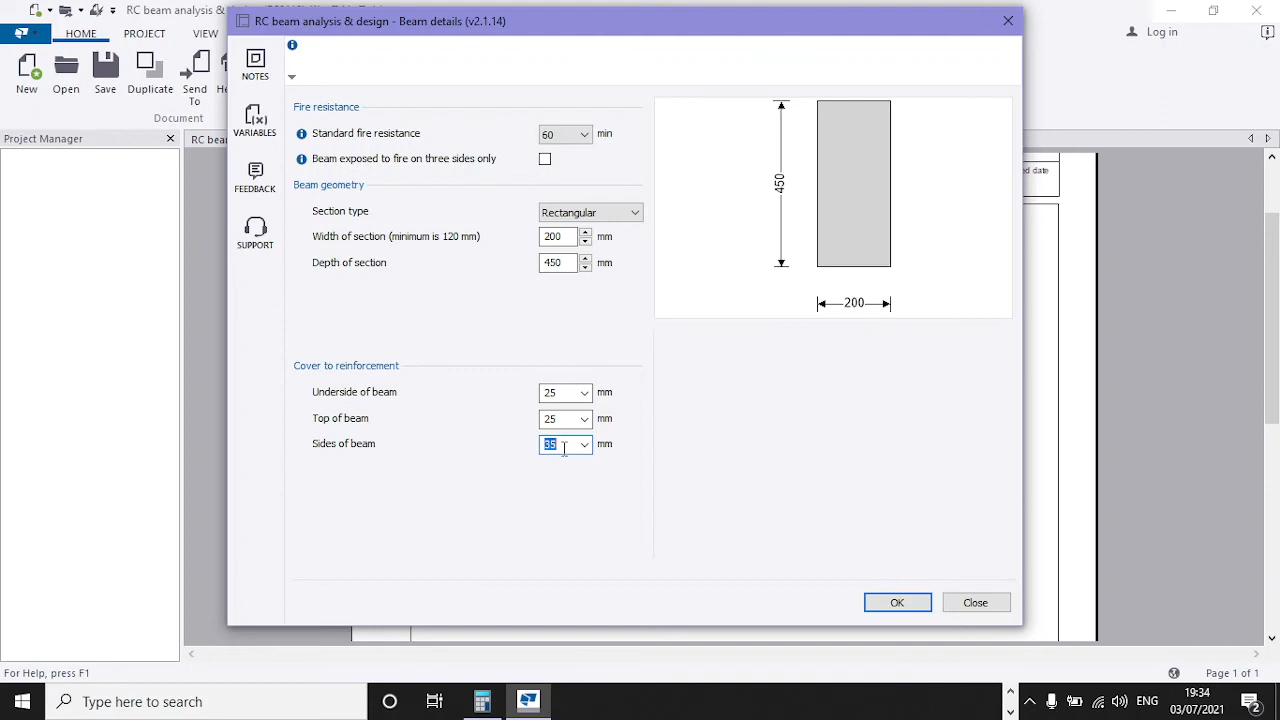 RC beam analysis & design - T
RC beam analysis & design - Beam details (v2.1.14)
HOME
PROJECT
VIEW
Log in
New
Open
Save
Duplicate
Send
To
Document
Project Manager
RC bear
ed date
NOTES
VARIABLES
FEEDBACK
SUPPORT
Fire resistance
Standard fire resistance
60
min
Beam exposed to fire on three sides only
Beam geometry
Section type
Rectangular
Width of section (minimum is 120 mm)
200
mm
Depth of section
450
mm
450
200
Cover to reinforcement
Underside of beam
25
mm
Top of beam
25
mm
Sides of beam
35
mm
OK
Close
For Help, press F1
Page 1 of 1
Type here to search
ENG
19:34
03/07/2021
2